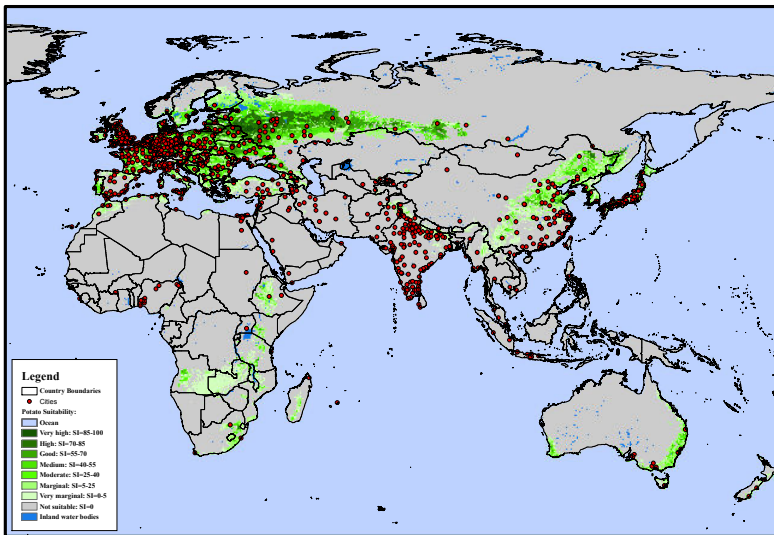 Legend
Country Boundaries
Cities
Potato Suitability:
Ocean
Very high: SI=85-100
High: SI=70-85
Good: SI=55-70
Medium: SI=40-55
Moderate: SI=25-40
Marginal: SI=5-25
Very marginal: SI=0-5
Not suitable: SI=0
Inland water bodies